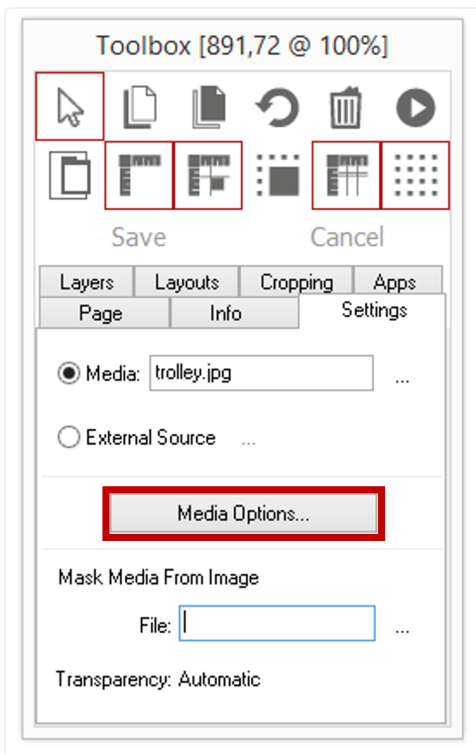 Toolbox [891,72 @ 100%]
Save Cancel
Layers Layouts Cropping Apps
Page Info Settings
Media: trolley.jpg ...
External Source ...
Media Options...
Mask Media From Image
File: ...
Transparency: Automatic